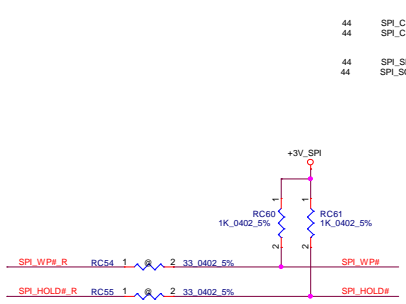 44 SPI_C
44 SPI_C
44 SPI_S
44 SPI_S
+3V_SPI
1 1
RC60 RC61
1K_0402_5% 1K_0402_5%
2 2
SPI_WP#_R RC54 1 @ 2 33_0402_5% SPI_WP#
SPI_HOLD#_R RC55 1 @ 2 33_0402_5% SPI_HOLD#